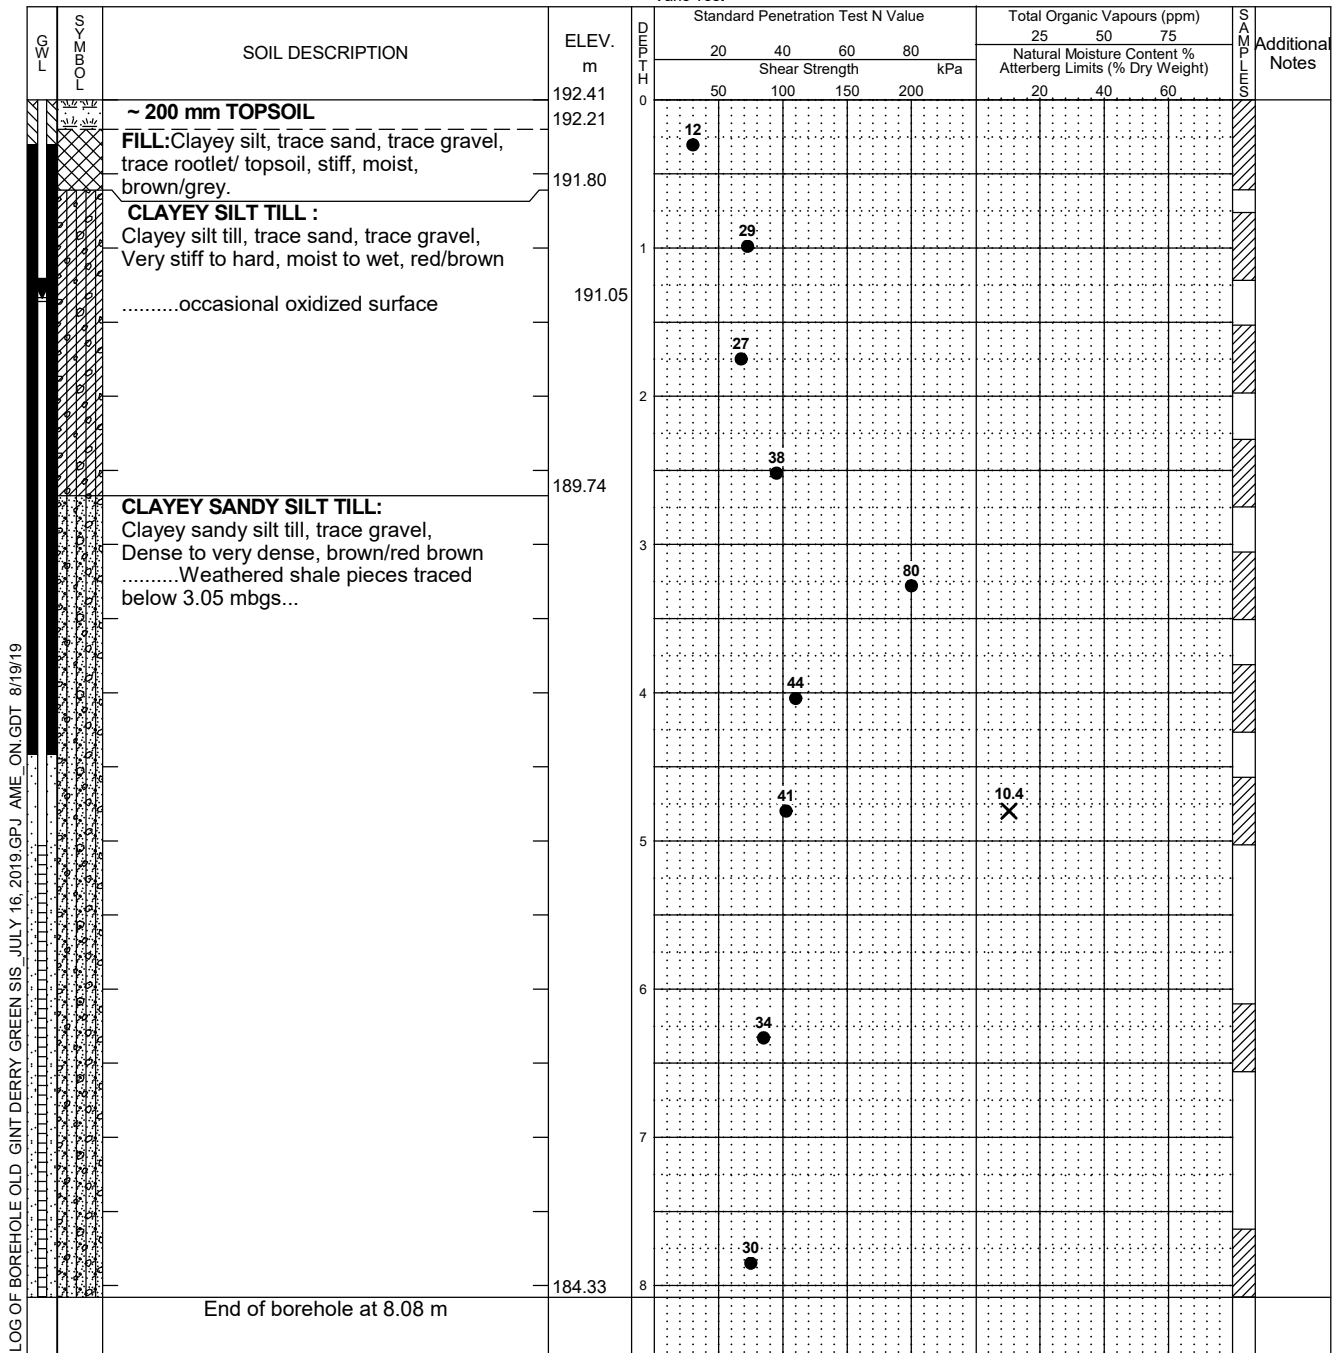 Standard Penetration Test N Value
Total Organic Vapours (ppm)
GWL
SYMBOL
SOIL DESCRIPTION
ELEV.
m
DEPTH
20 40 60 80
25 50 75
Shear Strength kPa
Natural Moisture Content %
Atterberg Limits (% Dry Weight)
50 100 150 200
20 40 60
SAMPLES
Additional
Notes
192.41
0
~ 200 mm TOPSOIL
192.21
12
FILL:Clayey silt, trace sand, trace gravel,
trace rootlet/ topsoil, stiff, moist,
brown/grey.
191.80
CLAYEY SILT TILL :
Clayey silt till, trace sand, trace gravel,
Very stiff to hard, moist to wet, red/brown
29
1
..........occasional oxidized surface
191.05
27
2
38
189.74
CLAYEY SANDY SILT TILL:
Clayey sandy silt till, trace gravel,
Dense to very dense, brown/red brown
..........Weathered shale pieces traced
below 3.05 mbgs...
3
80
4
44
41
10.4
5
6
34
7
30
8
184.33
End of borehole at 8.08 m
LOG OF BOREHOLE OLD GINT DERRY GREEN SIS_JULY 16, 2019.GPJ AME_ON.GDT 8/19/19